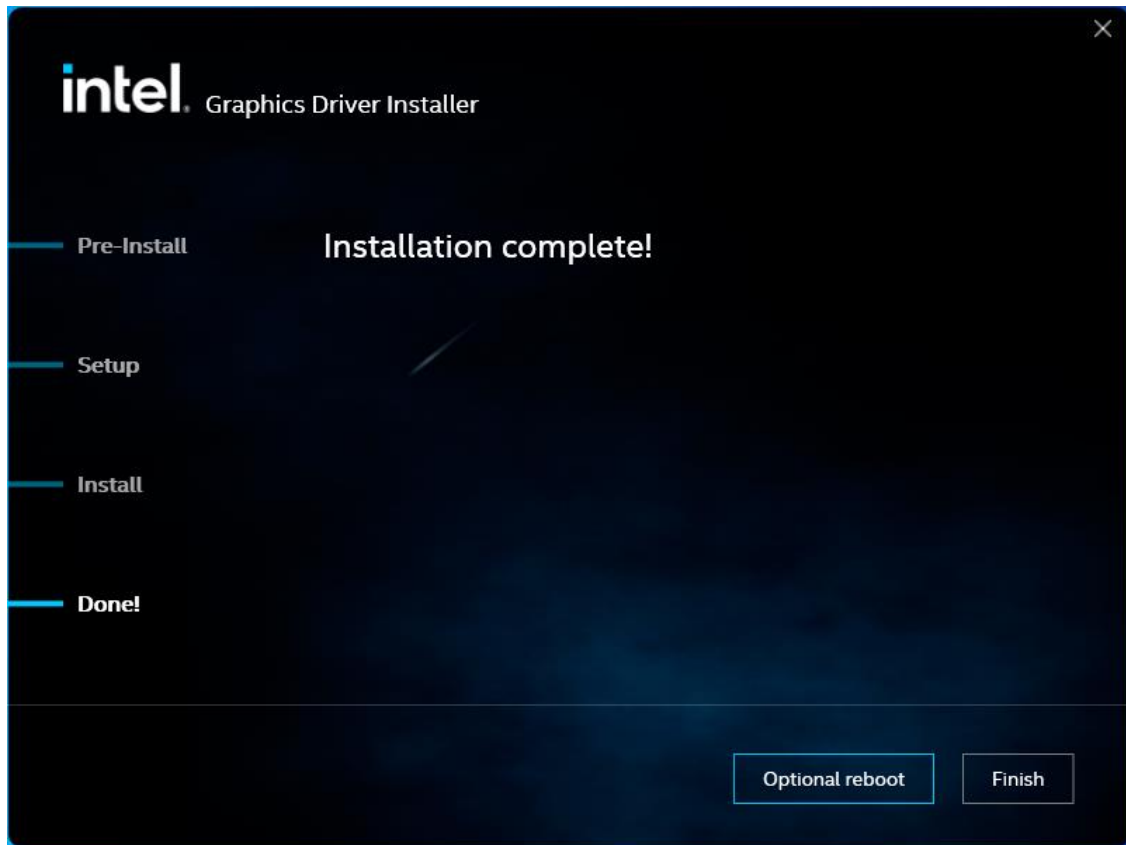 intel. Graphics Driver Installer
Pre-Install
Installation complete!
Setup
Install
Done!
Optional reboot
Finish